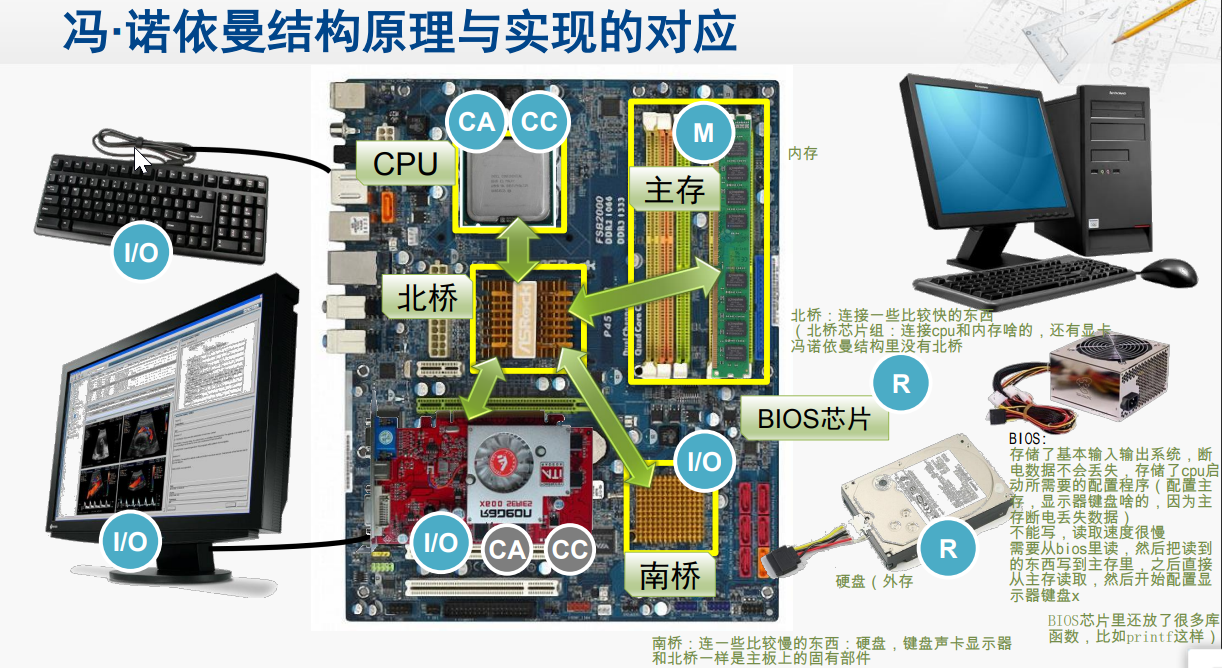 冯·诺依曼结构原理与实现的对应
CA
CC
CPU
M
主存
内存
FSB2000
DDR3 1066
DDR3 1333
I/O
北桥
ASRock
P45
Quad Core
北桥：连接一些比较快的东西
（北桥芯片组：连接cpu和内存啥的，还有显卡
冯诺依曼结构里没有北桥
R
BIOS芯片
BIOS:
存储了基本输入输出系统，断
电数据不会丢失，存储了cpu启
动所需要的配置程序（配置主
存，显示器键盘啥的，因为主
存断电丢失数据）
不能写，读取速度很慢
需要从bios里读，然后把读到
的东西写到主存里，之后直接
从主存读取，然后开始配置显
示器键盘x
BIOS芯片里还放了很多库
函数，比如printf这样）
I/O
RADEON
X600 SERIES
ATI
I/O
I/O
CA
CC
南桥
R
硬盘（外存
南桥：连一些比较慢的东西：硬盘，键盘声卡显示器
和北桥一样是主板上的固有部件